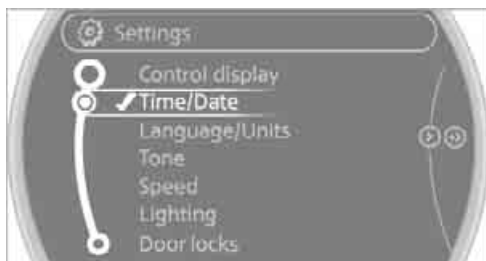 Settings
Control display
Time/Date
Language/Units
Tone
Speed
Lighting
Door locks